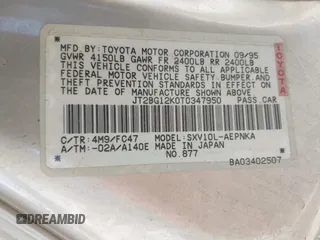 MFD. BY TOYOTA MOTOR CORPORATION 09/95
GVWR 4150LB GAWR FR 2400LB RR 2400LB
THIS VEHICLE CONFORMS TO ALL APPLICABLE
FEDERAL MOTOR VEHICLE SAFETY,BUMPER,AND
THEFT PREVENTION STANDARDS IN EFFECT ON
THE DATE OF MANUFACTURE SHOWN ABOVE.
JT2BG12K0T0347950 PASS.CAR
C/TR: 4M9/FC47 MODEL: SXV10L-AEPNKA
A/TM: -02A/A140E MADE IN JAPAN
NO.877
BA03402507
TOYOTA
TOYOTA
CREDARBID